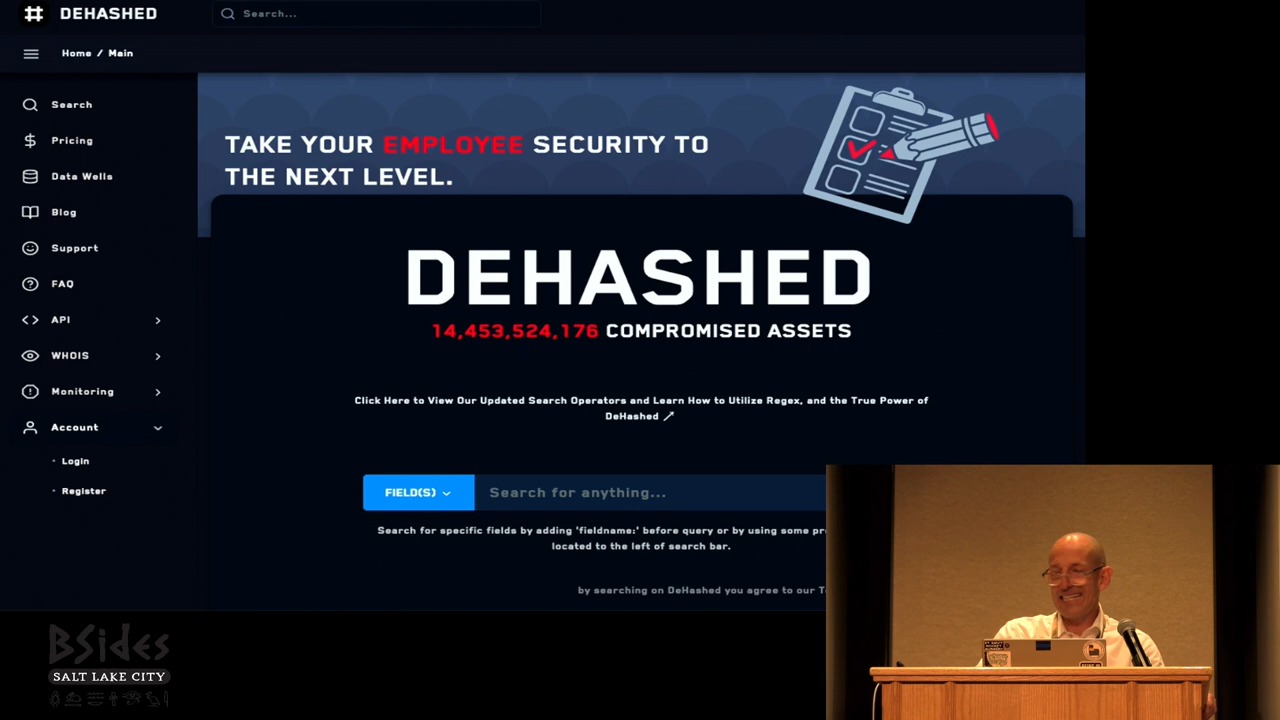 DEHASHED
Search...
Home / Main
Search
Pricing
Data Wells
Blog
Support
FAQ
API
WHOIS
Monitoring
Account
Login
Register
TAKE YOUR EMPLOYEE SECURITY TO
THE NEXT LEVEL.
DEHASHED
14,453,524,176 COMPROMISED ASSETS
Click Here to View Our Updated Search Operators and Learn How to Utilize Regex, and the True Power of
DeHashed
FIELD(S)
Search for anything...
Search for specific fields by adding 'fieldname:' before query or by using some
located to the left of search bar.
by searching on DeHashed you agree to our
BSides
SALT LAKE CITY